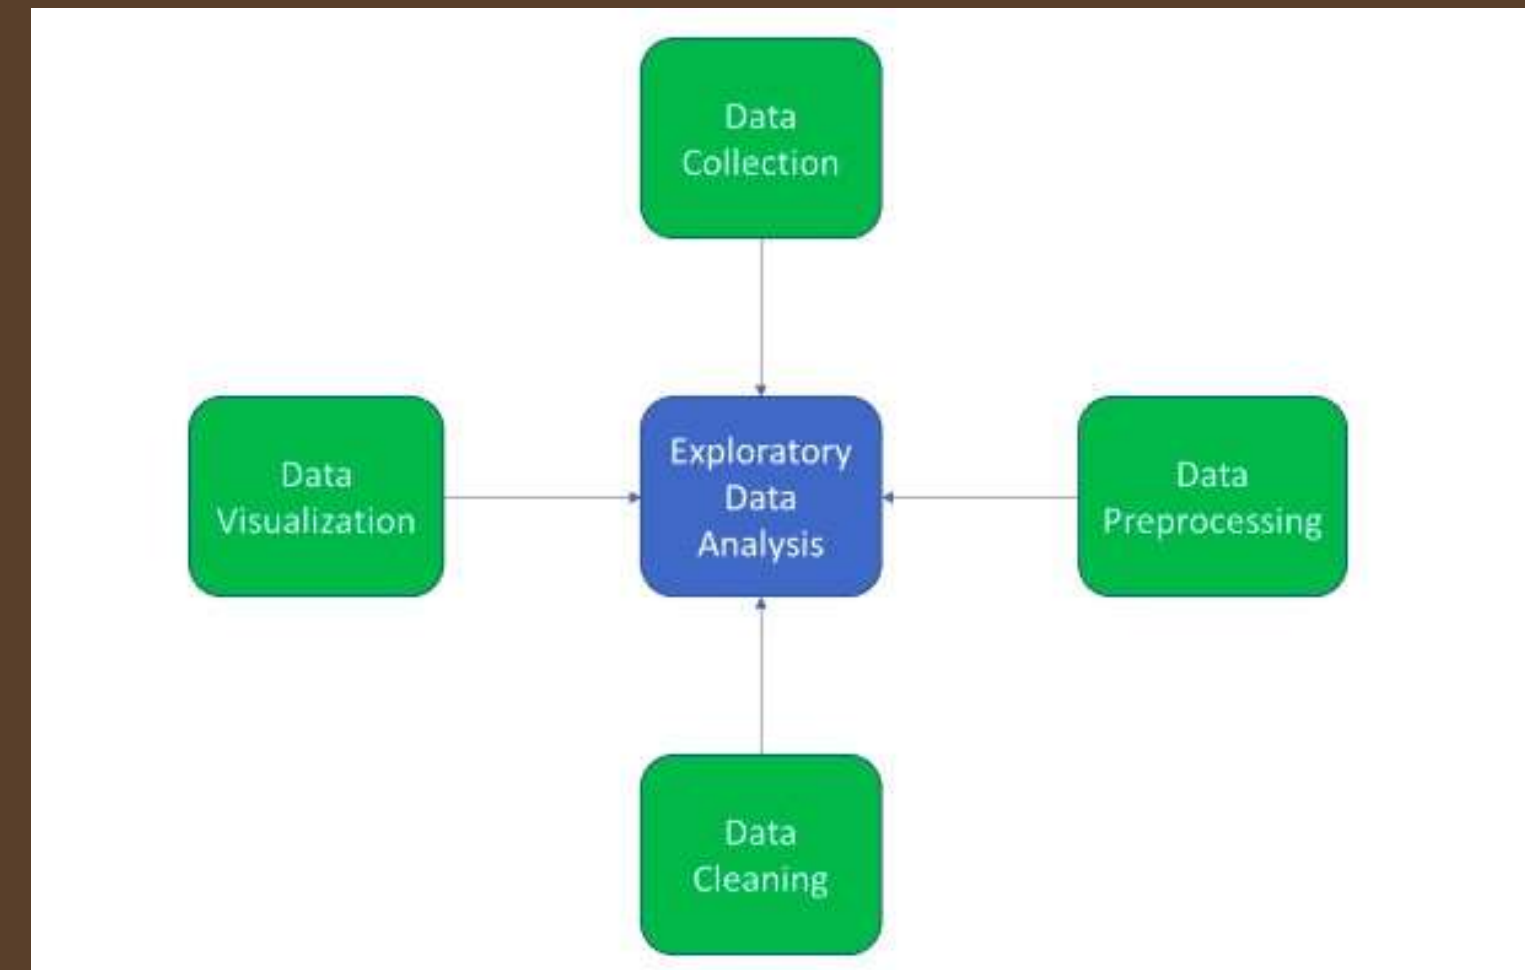 Data
Collection
Data
Visualization
Exploratory
Data
Analysis
Data
Preprocessing
Data
Cleaning